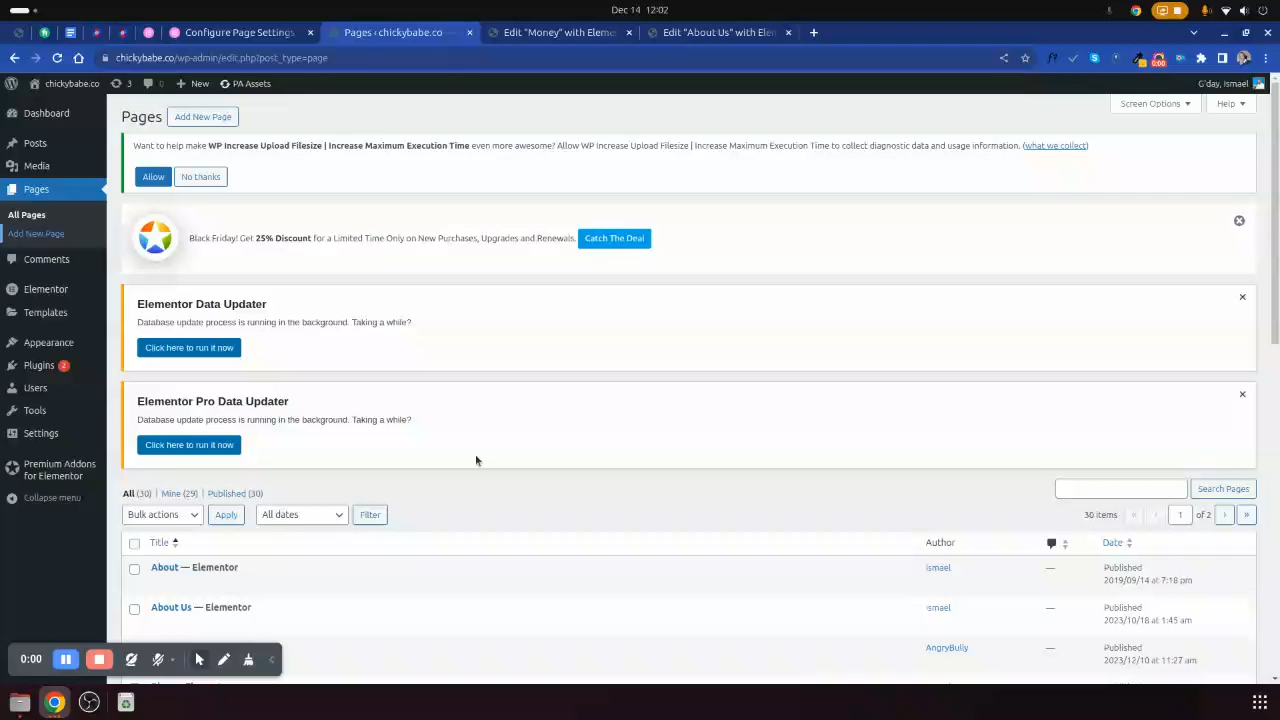 Dec 14 12:02
Configure Page Settings
Pages ‹ chickybabe.co
Edit "Money" with Eleme
Edit "About Us" with Ele
chickybabe.co/wp-admin/edit.php?post_type=page
0:00
chickybabe.co
3
0
New
PA Assets
G'day, Ismael
Screen Options
Help
Dashboard
Posts
Media
Pages
All Pages
Add New Page
Comments
Elementor
Templates
Appearance
Plugins 2
Users
Tools
Settings
Premium Addons
for Elementor
Collapse menu
Pages
Add New Page
Want to help make WP Increase Upload Filesize | Increase Maximum Execution Time even more awesome? Allow WP Increase Upload Filesize | Increase Maximum Execution Time to collect diagnostic data and usage information. (what we collect)
Allow
No thanks
Black Friday! Get 25% Discount for a Limited Time Only on New Purchases, Upgrades and Renewals.
Catch The Deal
Elementor Data Updater
Database update process is running in the background. Taking a while?
Click here to run it now
Elementor Pro Data Updater
Database update process is running in the background. Taking a while?
Click here to run it now
All (30) | Mine (29) | Published (30)
Search Pages
Bulk actions
Apply
All dates
Filter
30 items « ‹ 1 of 2 › »
Title
Author
Date
About — Elementor
Ismael
—
Published
2019/09/14 at 7:18 pm
About Us — Elementor
Ismael
—
Published
2023/10/18 at 1:45 am
AngryBully
—
Published
2023/12/10 at 11:27 am
0:00